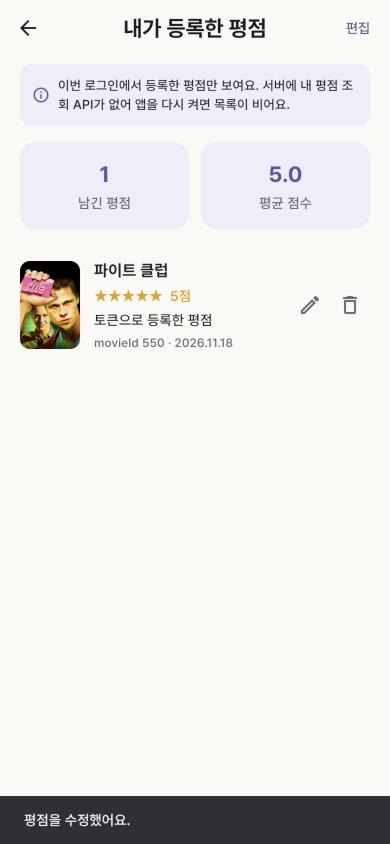 내가 등록한 평점
편집
이번 로그인에서 등록한 평점만 보여요. 서버에 내 평점 조
회 API가 없어 앱을 다시 켜면 목록이 비어요.
1
남긴 평점
5.0
평균 점수
파이트 클럽
★★★★★ 5점
토큰으로 등록한 평점
movieId 550 · 2026.11.18
CLUB
평점을 수정했어요.